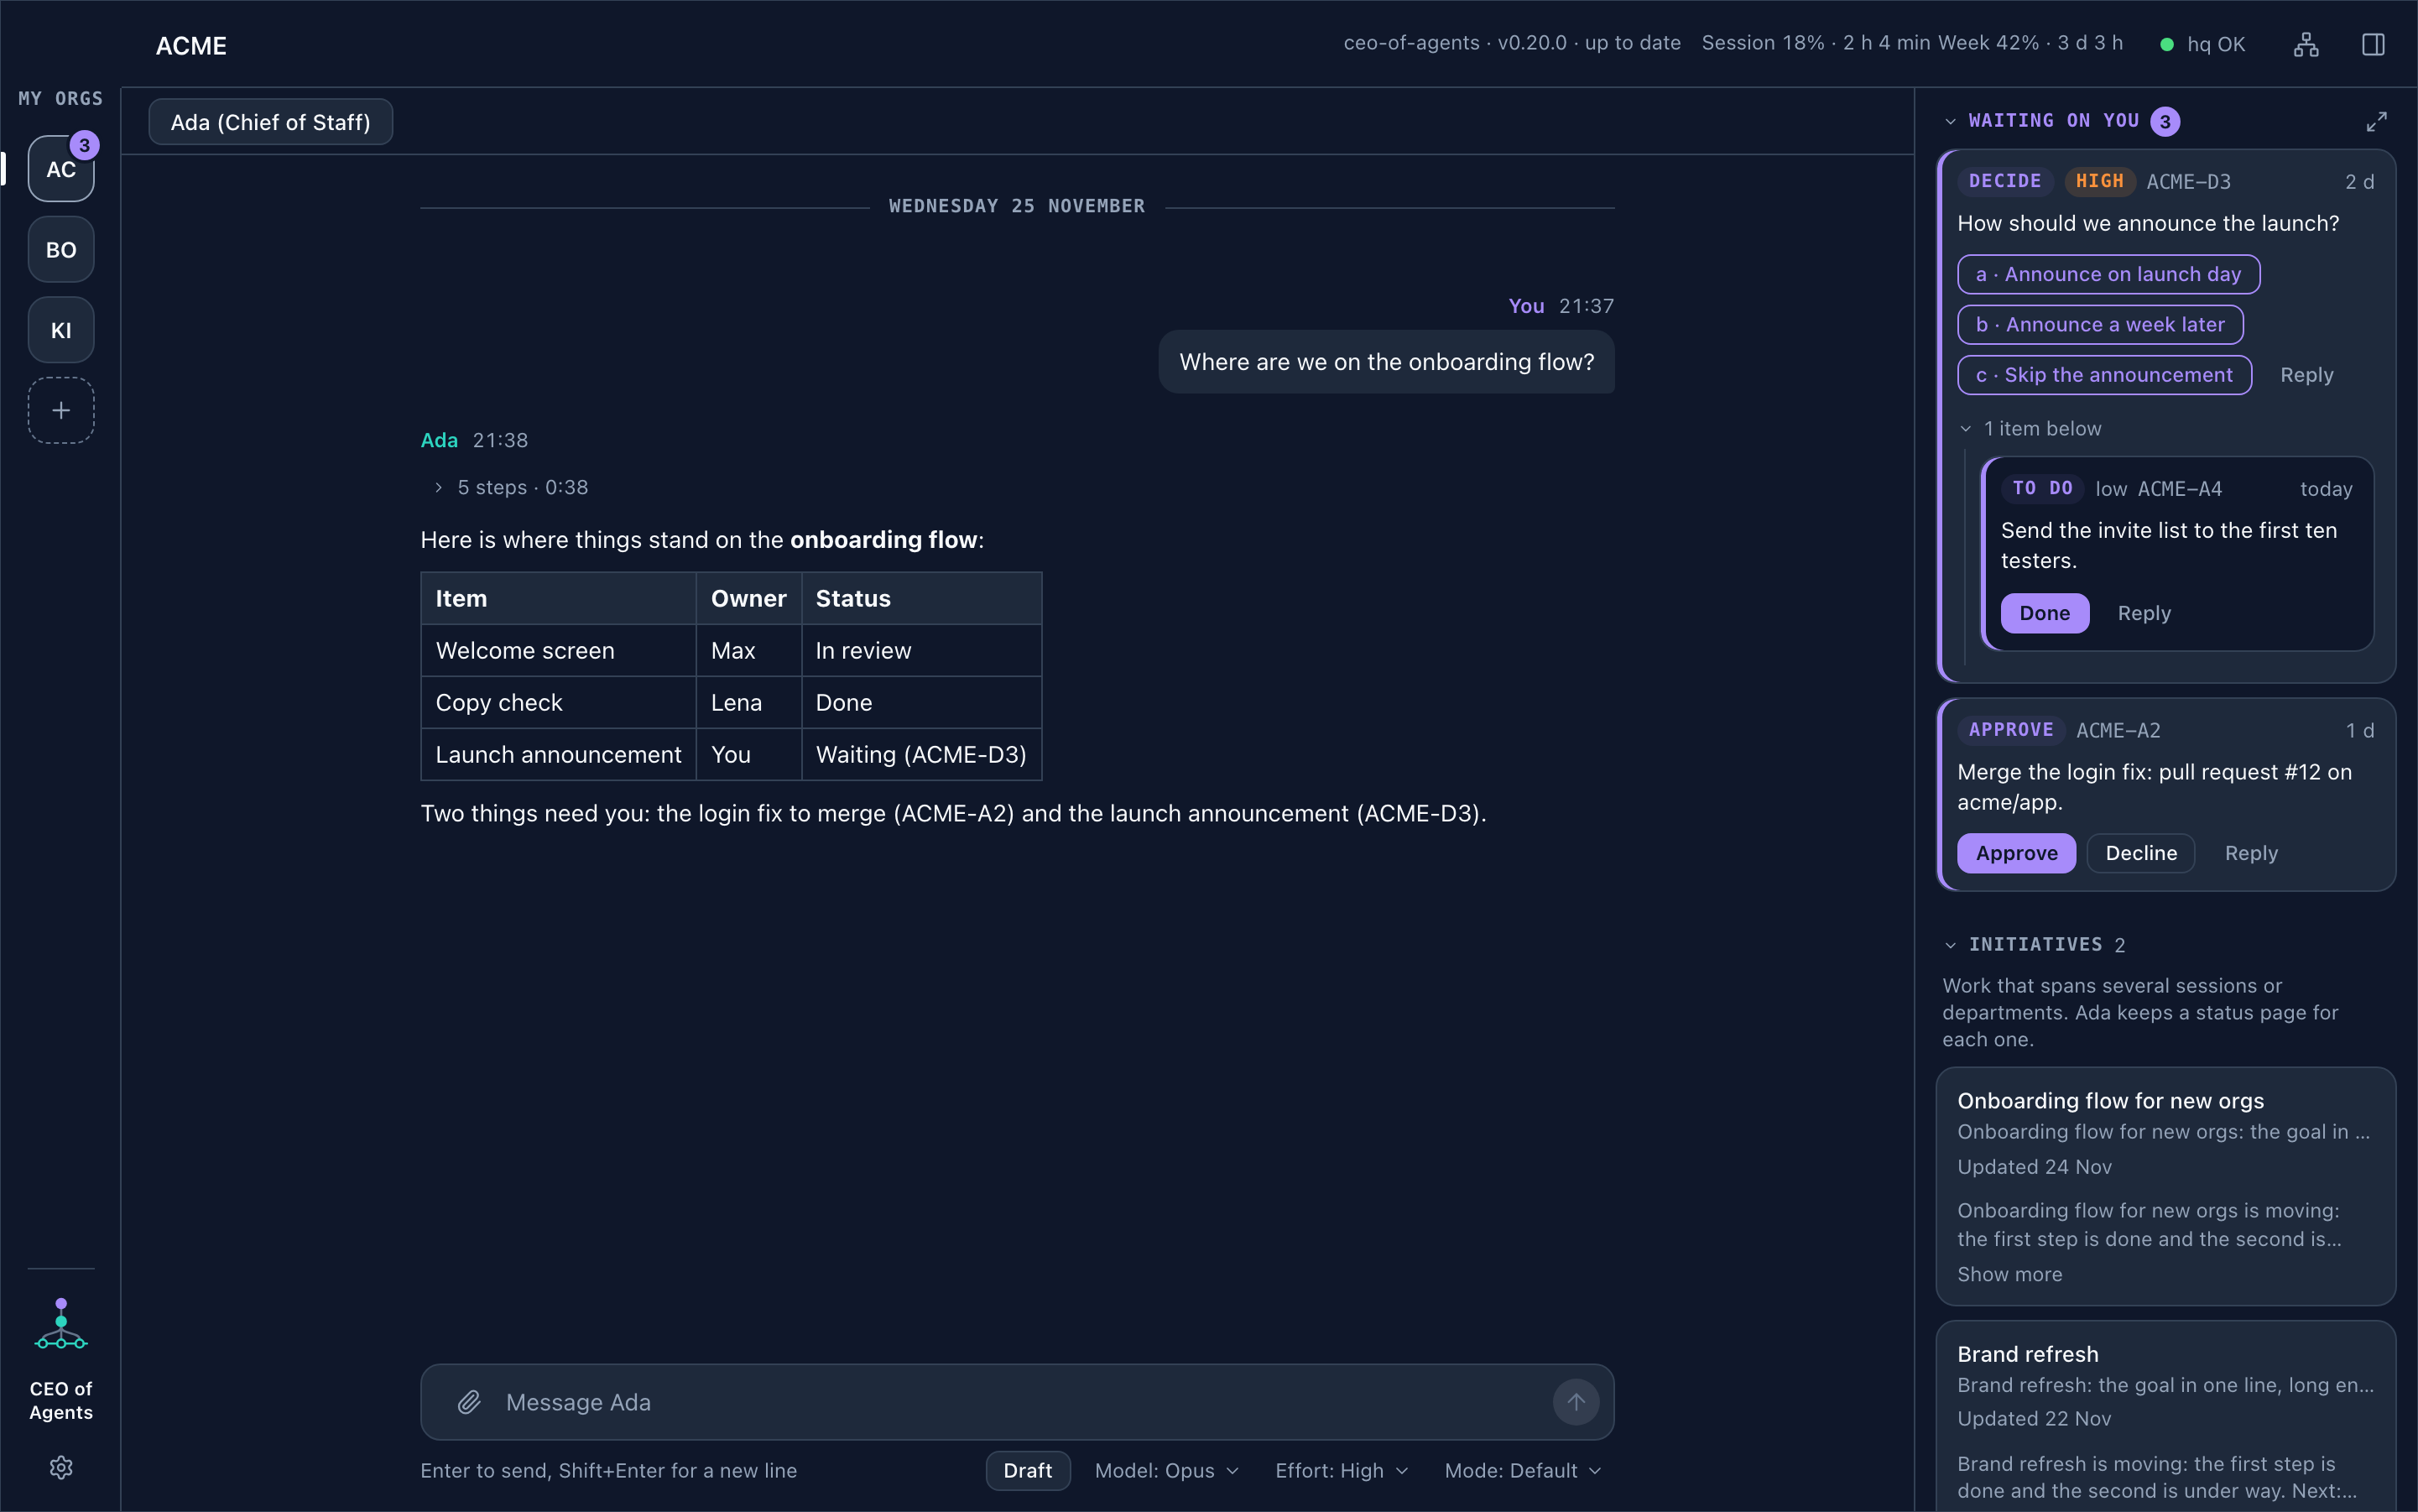 ACME
ceo-of-agents · v0.20.0 · up to date
Session 18% · 2 h 4 min Week 42% · 3 d 3 h
hq OK
MY ORGS
AC
3
BO
KI
+
CEO of
Agents
Ada (Chief of Staff)
WEDNESDAY 25 NOVEMBER
You 21:37
Where are we on the onboarding flow?
Ada 21:38
5 steps · 0:38
Here is where things stand on the onboarding flow:
Item Owner Status
Welcome screen Max In review
Copy check Lena Done
Launch announcement You Waiting (ACME-D3)
Two things need you: the login fix to merge (ACME-A2) and the launch announcement (ACME-D3).
Message Ada
Enter to send, Shift+Enter for a new line
Draft
Model: Opus
Effort: High
Mode: Default
WAITING ON YOU 3
DECIDE HIGH ACME-D3 2 d
How should we announce the launch?
a · Announce on launch day
b · Announce a week later
c · Skip the announcement
Reply
1 item below
TO DO low ACME-A4 today
Send the invite list to the first ten
testers.
Done Reply
APPROVE ACME-A2 1 d
Merge the login fix: pull request #12 on
acme/app.
Approve Decline Reply
INITIATIVES 2
Work that spans several sessions or
departments. Ada keeps a status page for
each one.
Onboarding flow for new orgs
Onboarding flow for new orgs: the goal in ...
Updated 24 Nov
Onboarding flow for new orgs is moving:
the first step is done and the second is...
Show more
Brand refresh
Brand refresh: the goal in one line, long en...
Updated 22 Nov
Brand refresh is moving: the first step is
done and the second is under way. Next:...